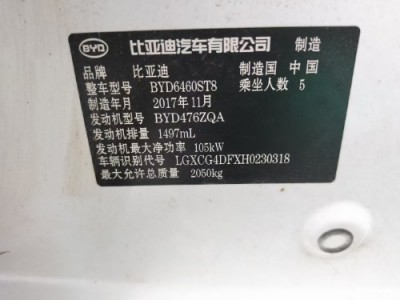 BYD 比亚迪汽车有限公司 制造
品牌 比亚迪 制造国 中国
整车型号 BYD6460ST8 乘坐人数 5
制造年月 2017年11月
发动机型号 BYD476ZQA
发动机排量 1497mL
发动机最大净功率 105kW
车辆识别代号 LGXCG4DFXH0230318
最大允许总质量 2050kg